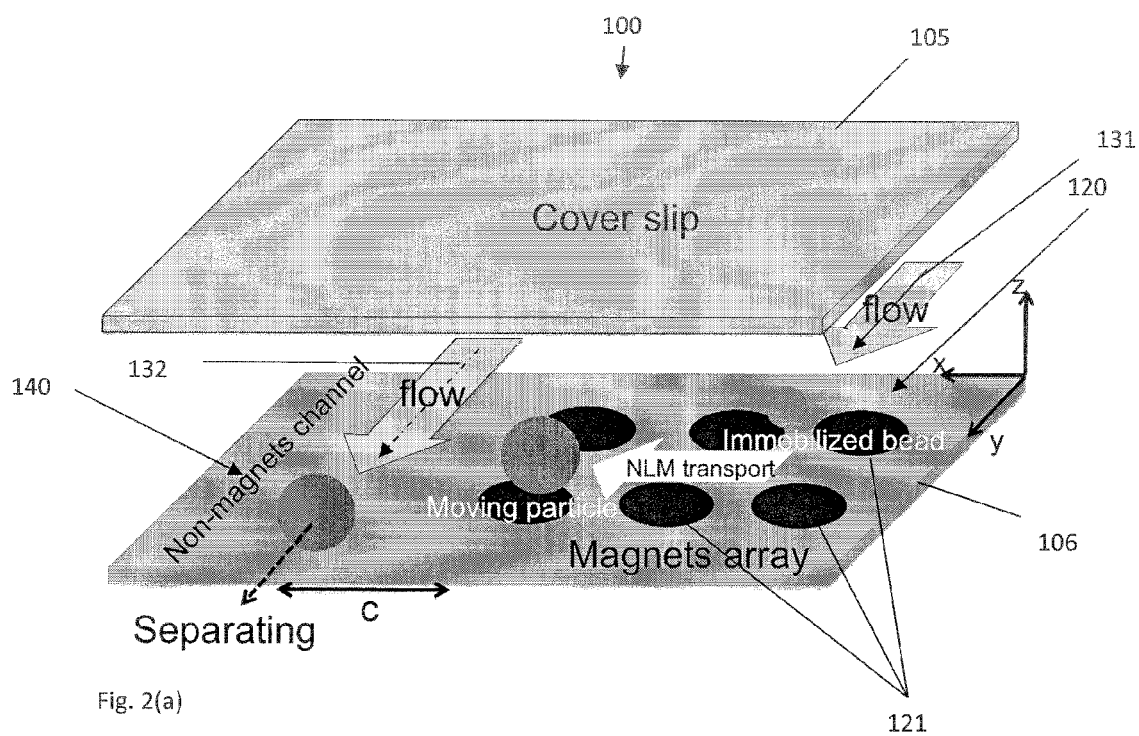 100
105
131
120
Cover slip
flow
z
132
140
Non-magnets channel
flow
x
y
Immobilized bead
NLM transport
Moving particle
Magnets array
106
C
Separating
Fig. 2(a)
121